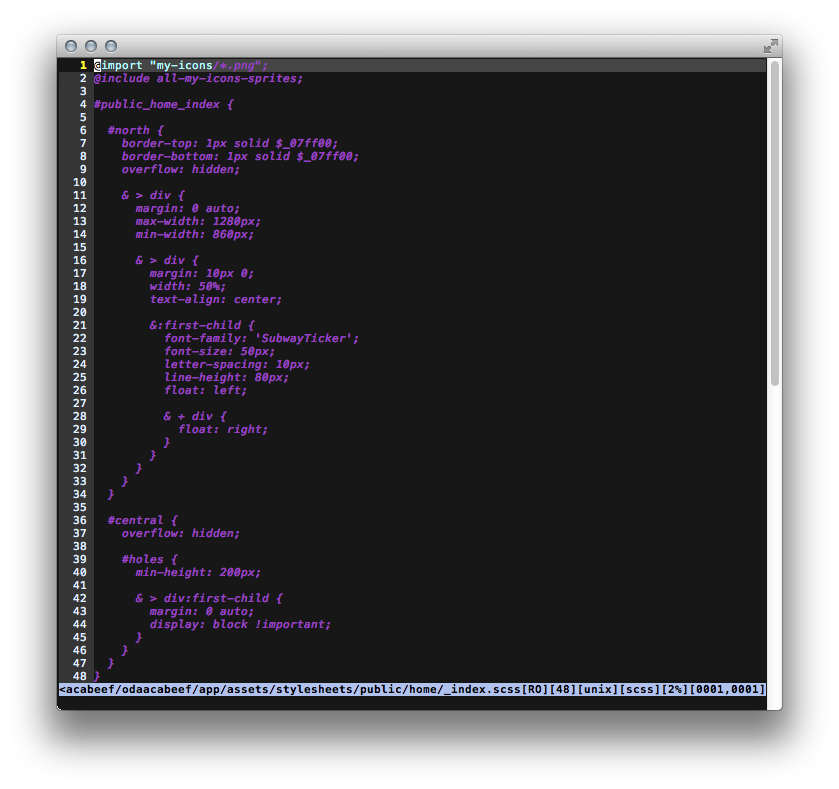 1 @import "my-icons/*.png";
2 @include all-my-icons-sprites;
3
4 #public_home_index {
5
6   #north {
7     border-top: 1px solid $_07ff00;
8     border-bottom: 1px solid $_07ff00;
9     overflow: hidden;
10
11     & > div {
12       margin: 0 auto;
13       max-width: 1280px;
14       min-width: 860px;
15
16       & > div {
17         margin: 10px 0;
18         width: 50%;
19         text-align: center;
20
21         &:first-child {
22           font-family: 'SubwayTicker';
23           font-size: 50px;
24           letter-spacing: 10px;
25           line-height: 80px;
26           float: left;
27
28           & + div {
29             float: right;
30           }
31         }
32       }
33     }
34   }
35
36   #central {
37     overflow: hidden;
38
39     #holes {
40       min-height: 200px;
41
42       & > div:first-child {
43         margin: 0 auto;
44         display: block !important;
45       }
46     }
47   }
48 }
<acabeef/odaacabeef/app/assets/stylesheets/public/home/_index.scss[RO][48][unix][scss][2%][0001,0001]